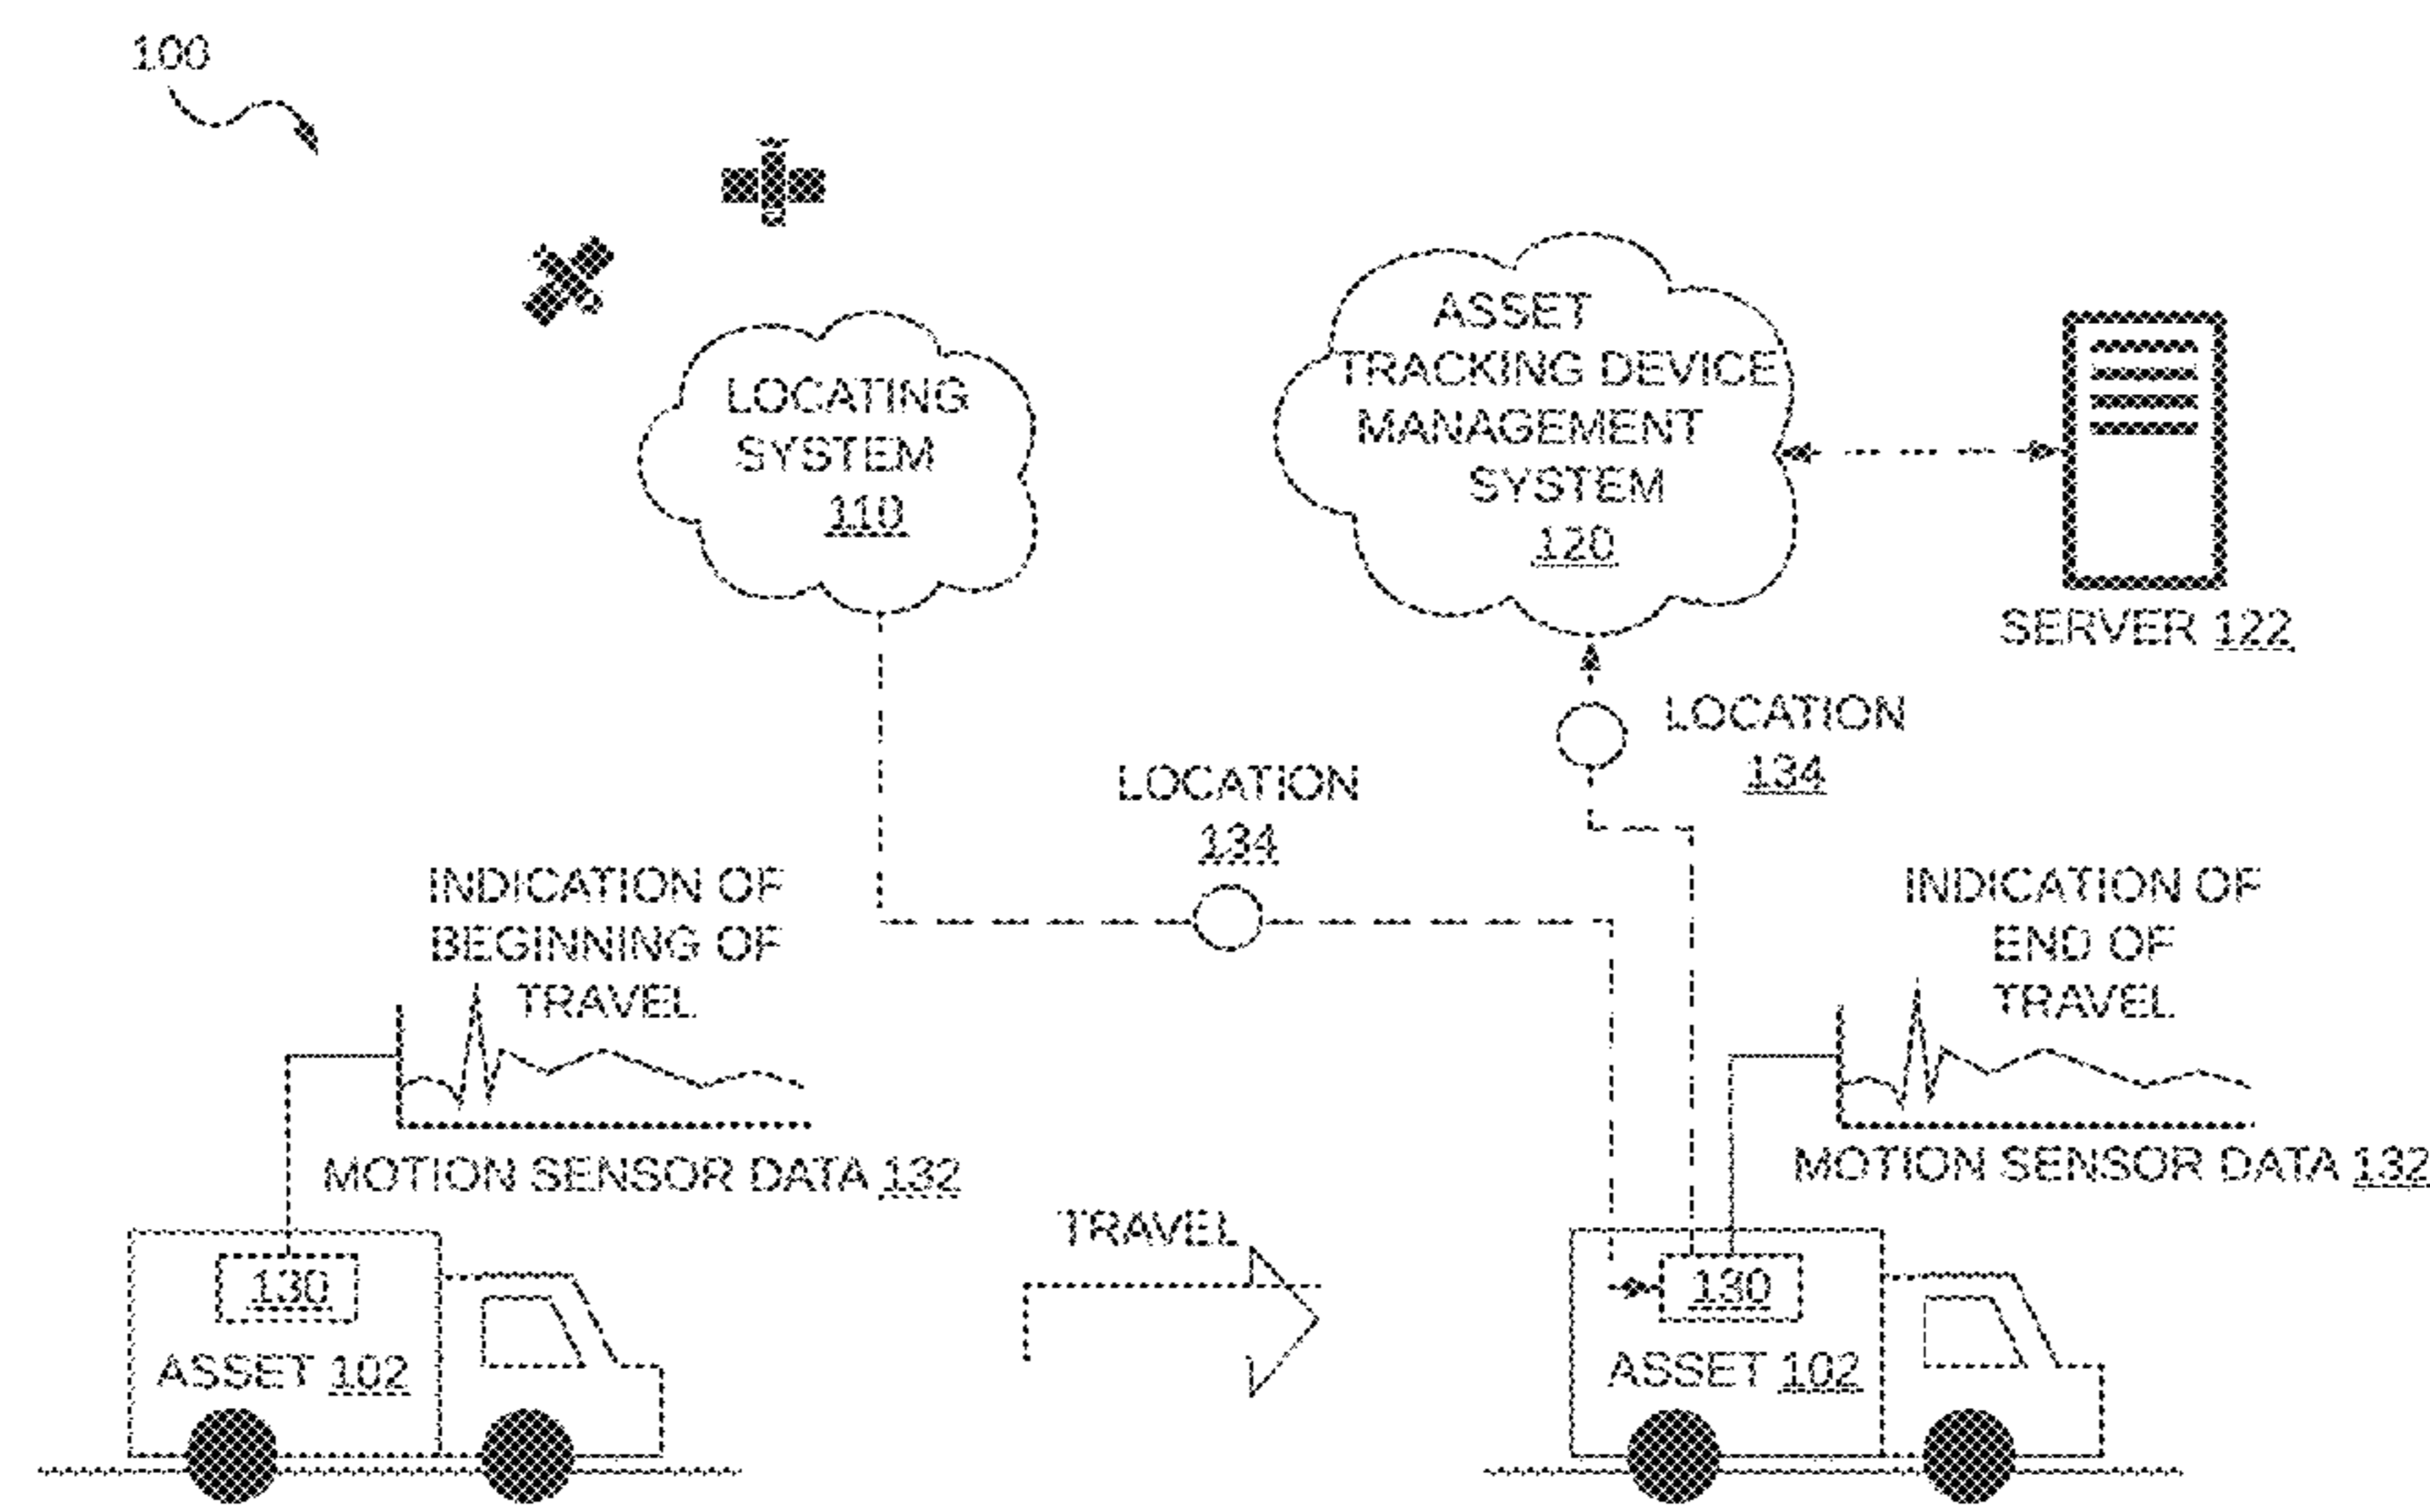 100
LOCATING
SYSTEM
110
ASSET
TRACKING DEVICE
MANAGEMENT
SYSTEM
120
SERVER 122
LOCATION
134
LOCATION
134
INDICATION OF
BEGINNING OF
TRAVEL
MOTION SENSOR DATA 132
INDICATION OF
END OF
TRAVEL
MOTION SENSOR DATA 132
TRAVEL
130
ASSET 102
130
ASSET 102